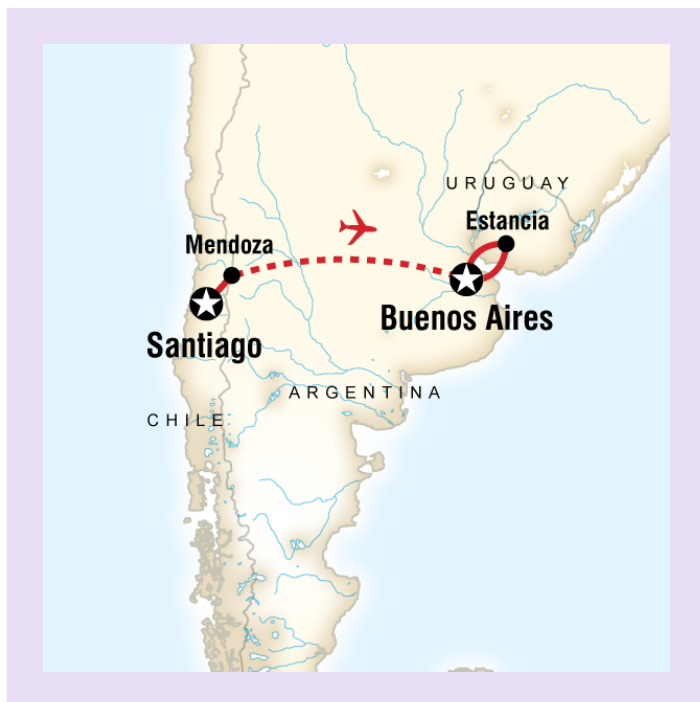 URUGUAY
Estancia
Mendoza
Buenos Aires
Santiago
ARGENTINA
CHILE